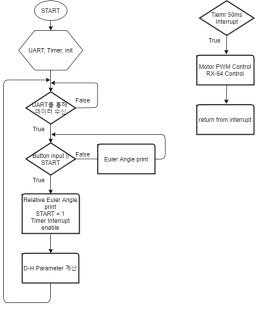 START
UART, Timer, init
UART를 통해
데이터 수신
False
True
Button input ||
START
False
Euler Angle print
True
Relative Euler Angle
print
START = 1
Timer Interrupt
enable
D-H Parameter 계산
Tiemr 50ms
Interrupt
True
Motor PWM Control
RX-64 Control
return from interrupt